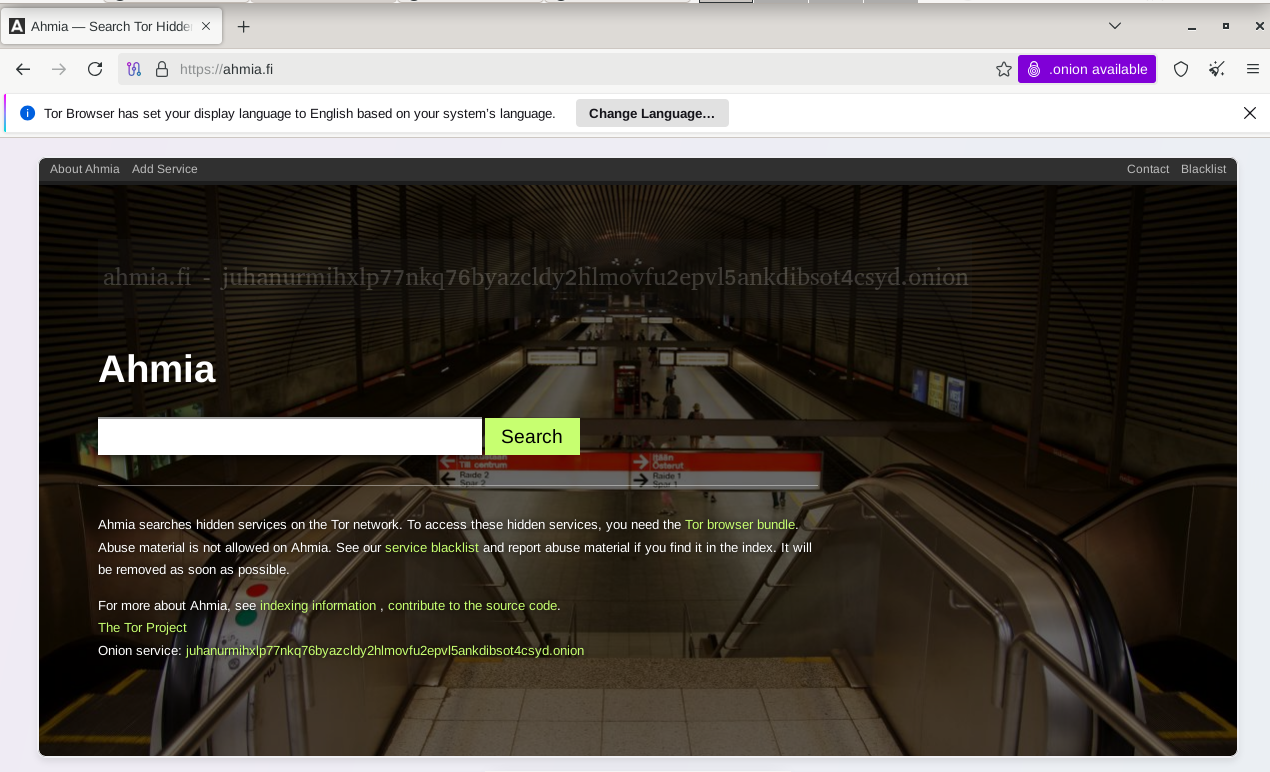 Ahmia — Search Tor Hidde
https://ahmia.fi
.onion available
Tor Browser has set your display language to English based on your system's language.
Change Language...
About Ahmia
Add Service
Contact
Blacklist
ahmia.fi - juhanurmihxlp77nkq76byazcldy2hlmovfu2epvl5ankdibsot4csyd.onion
Ahmia
Search
Till centrum
Österut
Raide 2
Raide 1
Spår 2
Spår 1
Ahmia searches hidden services on the Tor network. To access these hidden services, you need the Tor browser bundle.
Abuse material is not allowed on Ahmia. See our service blacklist and report abuse material if you find it in the index. It will
be removed as soon as possible.
For more about Ahmia, see indexing information , contribute to the source code.
The Tor Project
Onion service: juhanurmihxlp77nkq76byazcldy2hlmovfu2epvl5ankdibsot4csyd.onion